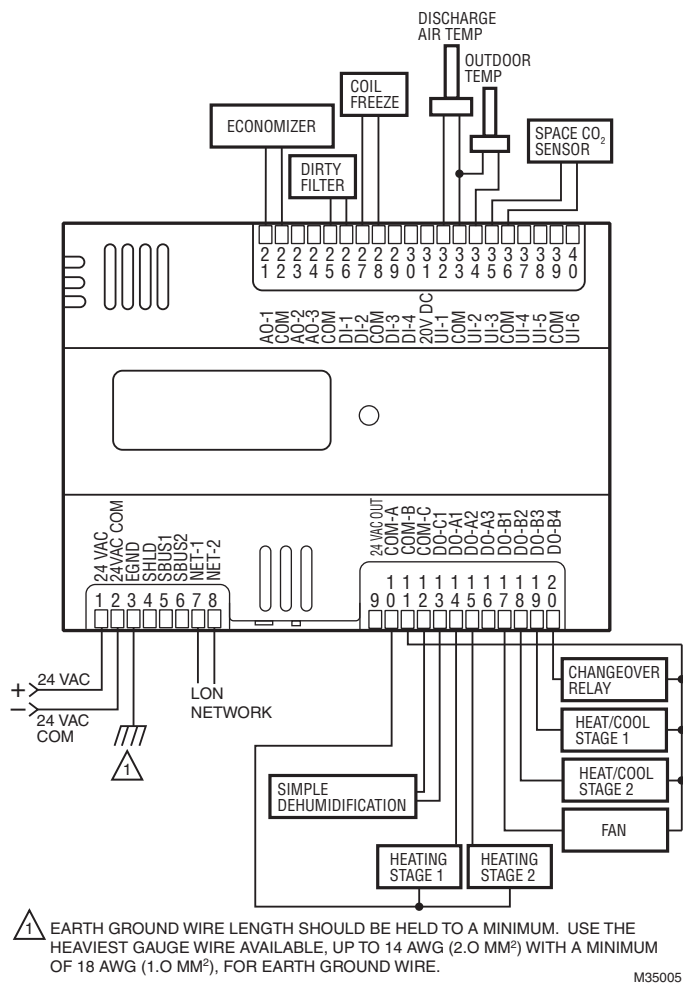 DISCHARGE
AIR TEMP
OUTDOOR
TEMP
COIL
FREEZE
ECONOMIZER
SPACE CO₂
SENSOR
DIRTY
FILTER
21 22 23 24 25 26 27 28 29 30 31 32 33 34 35 36 37 38 39 40
AO-1
COM
AO-2
AO-3
COM
DI-1
DI-2
COM
DI-3
DI-4
20V DC
UI-1
COM
UI-2
UI-3
COM
UI-4
UI-5
COM
UI-6
24 VAC
24VAC COM
EGND
SHLD
SBUS1
SBUS2
NET-1
NET-2
24 VAC OUT
COM-A
COM-B
COM-C
DO-C1
DO-A1
DO-A2
DO-A3
DO-B1
DO-B2
DO-B3
DO-B4
1 2 3 4 5 6 7 8
9 10 11 12 13 14 15 16 17 18 19 20
+ 24 VAC
– 24 VAC
COM
LON
NETWORK
1
CHANGEOVER
RELAY
HEAT/COOL
STAGE 1
HEAT/COOL
STAGE 2
FAN
SIMPLE
DEHUMIDIFICATION
HEATING
STAGE 1
HEATING
STAGE 2
1 EARTH GROUND WIRE LENGTH SHOULD BE HELD TO A MINIMUM. USE THE
HEAVIEST GAUGE WIRE AVAILABLE, UP TO 14 AWG (2.O MM²) WITH A MINIMUM
OF 18 AWG (1.O MM²), FOR EARTH GROUND WIRE.
M35005